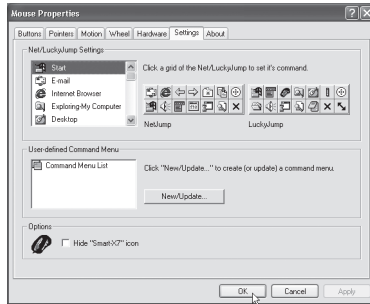 Mouse Properties
Buttons Pointers Motion Wheel Hardware Settings About
Net/LuckyJump Settings
Start
E-mail
Internet Browser
Exploring-My Computer
Desktop
Click a grid of the Net/LuckyJump to set it's command.
NetJump LuckyJump
User-defined Command Menu
Command Menu List
Click "New/Update..." to create (or update) a command menu.
New/Update...
Options
Hide "Smart-X7" icon
OK Cancel Apply